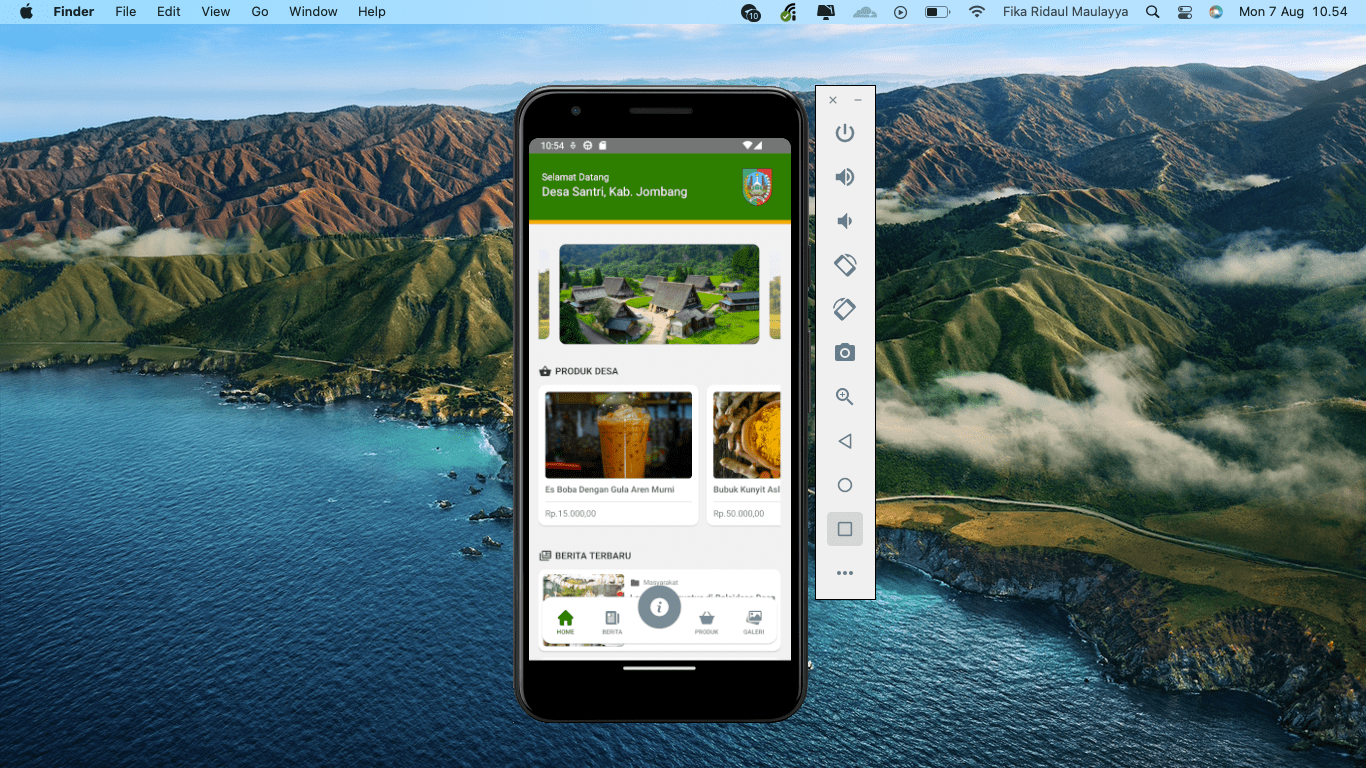 Finder File Edit View Go Window Help 10 Fika Ridaul Maulayya Mon 7 Aug 10.54
10:54
Selamat Datang
Desa Santri, Kab. Jombang
PRODUK DESA
Es Boba Dengan Gula Aren Murni
Rp.15.000,00
Bubuk Kunyit Asl
Rp.50.000,00
BERITA TERBARU
Masyarakat
HOME BERITA i PRODUK GALERI